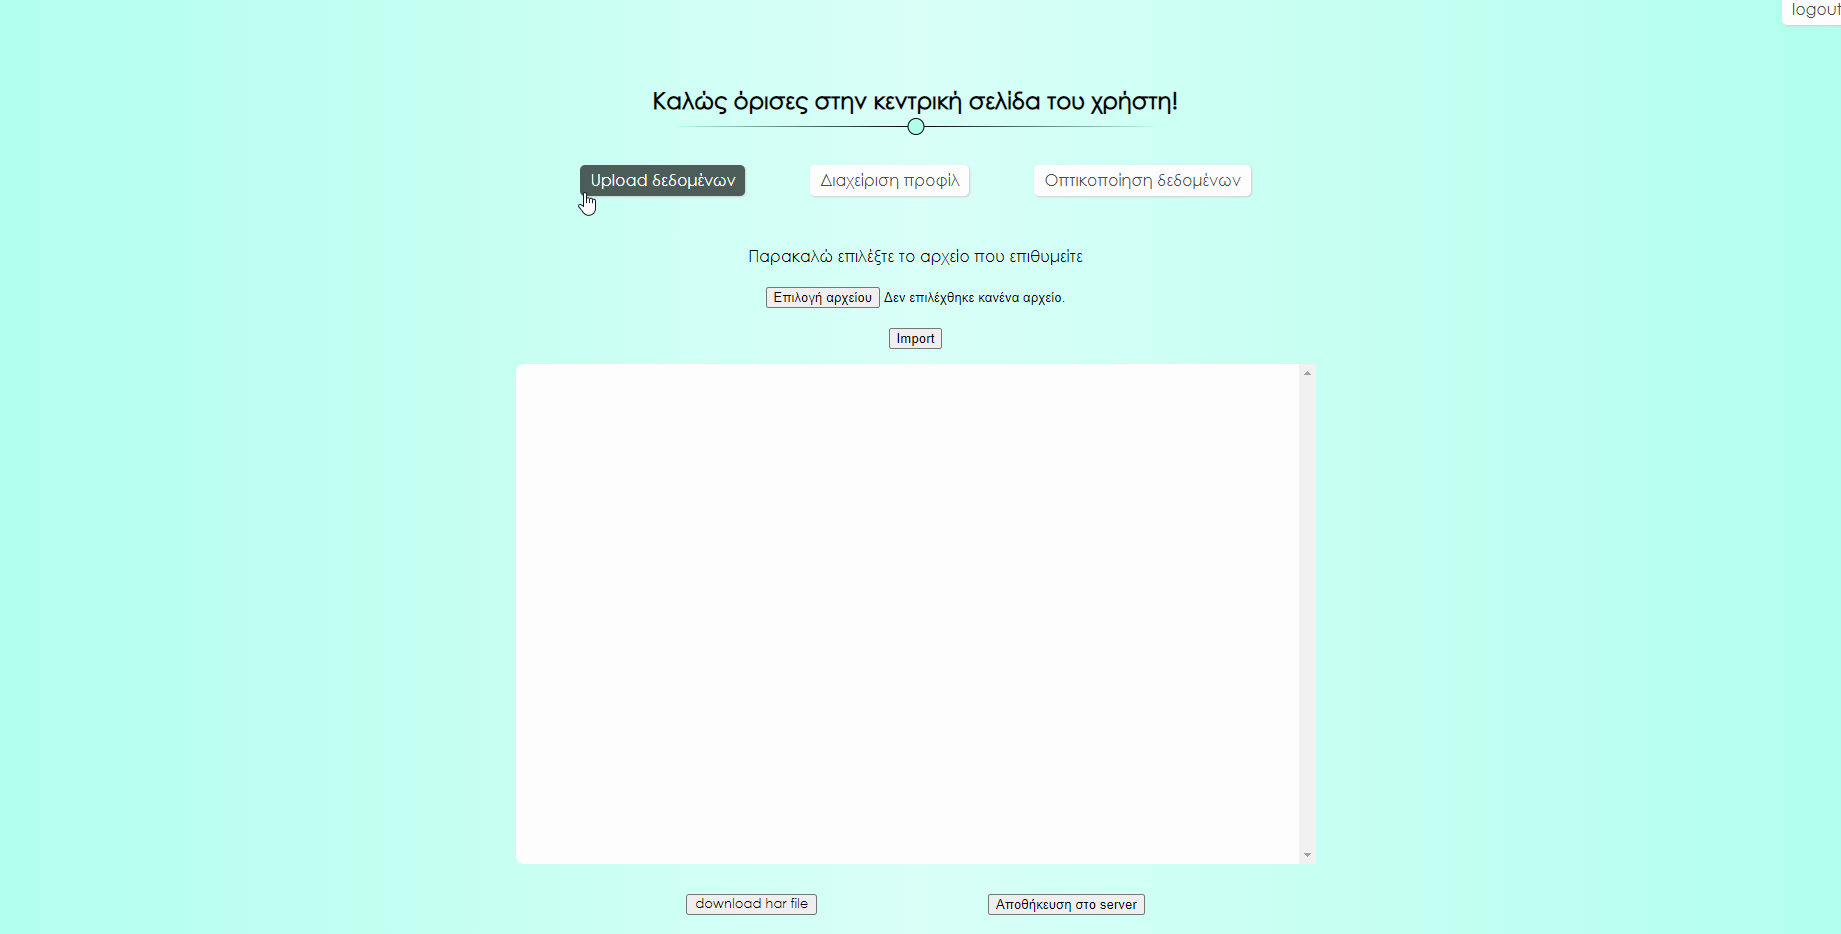 logout
Καλώς όρισες στην κεντρική σελίδα του χρήστη!
Upload δεδομένων
Διαχείριση προφίλ
Οπτικοποίηση δεδομένων
Παρακαλώ επιλέξτε το αρχείο που επιθυμείτε
Επιλογή αρχείου Δεν επιλέχθηκε κανένα αρχείο.
Import
download har file
Αποθήκευση στο server